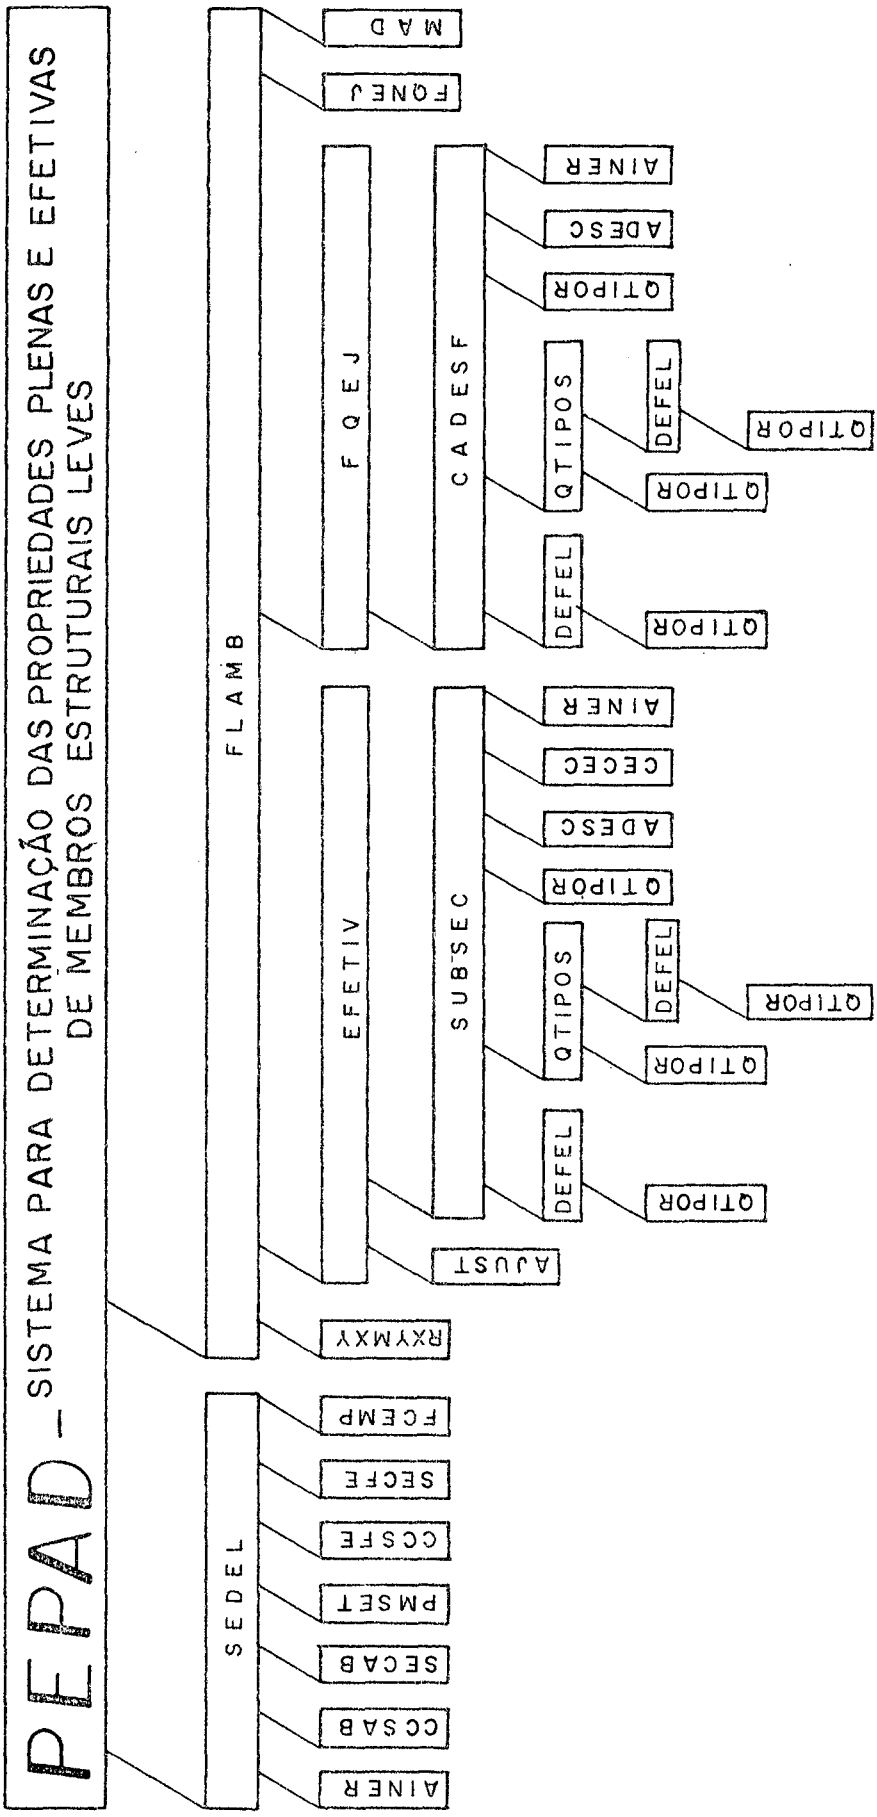 PEPAD - SISTEMA PARA DETERMINAÇÃO DAS PROPRIEDADES PLENAS E EFETIVAS
DE MEMBROS ESTRUTURAIS LEVES
SEDEL
FLAMB
AINER
CCSAB
SECAB
PMSET
CCSFE
SECFE
FCEMP
RXYMXY
EFETIV
FQEJ
FQNEJ
MAD
AJUST
SUBSEC
CADESF
DEFEL
QTIPOS
QTIPOR
ADESC
CECEC
AINER
DEFEL
QTIPOS
QTIPOR
ADESC
AINER
QTIPOR
QTIPOR
DEFEL
QTIPOR
QTIPOR
DEFEL
QTIPOR
QTIPOR